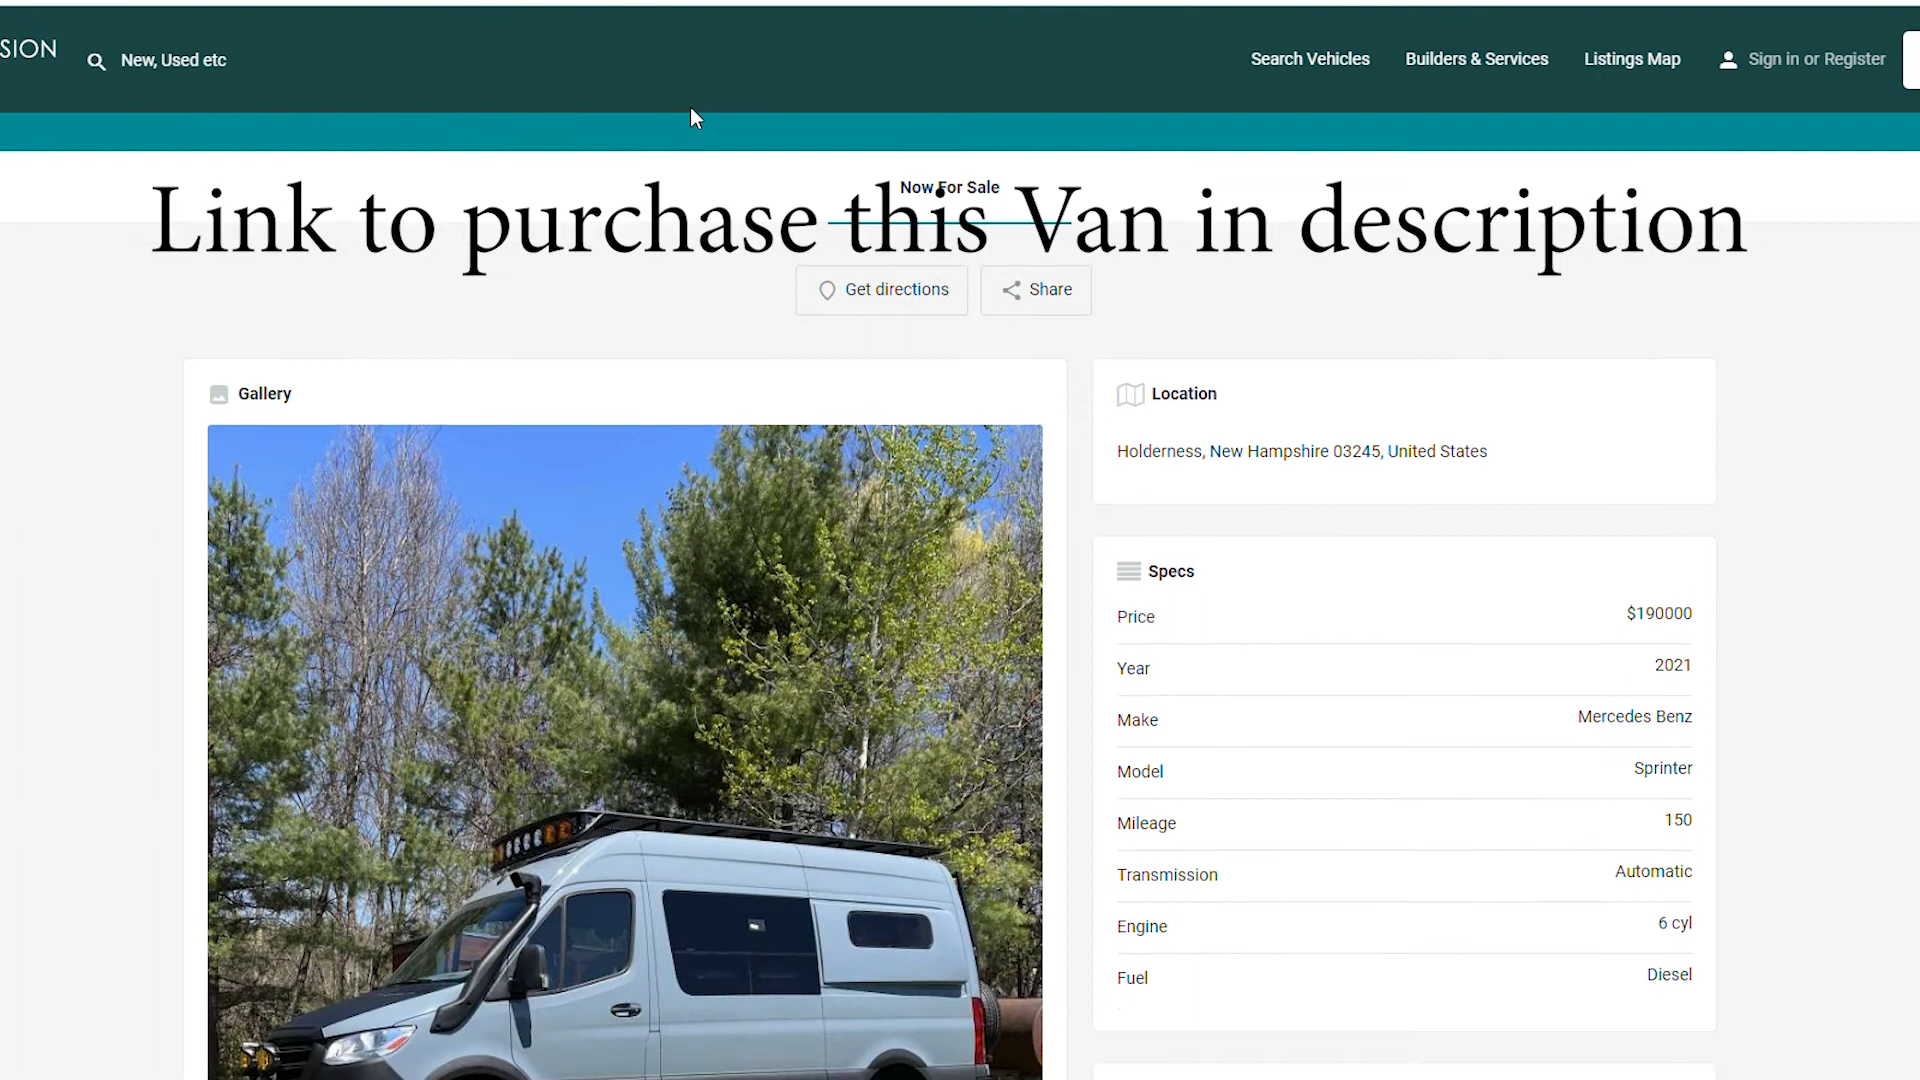 SION
New, Used etc
Search Vehicles
Builders & Services
Listings Map
Sign in or Register
Now For Sale
Link to purchase this Van in description
Get directions
Share
Gallery
Location
Holderness, New Hampshire 03245, United States
Specs
Price $190000
Year 2021
Make Mercedes Benz
Model Sprinter
Mileage 150
Transmission Automatic
Engine 6 cyl
Fuel Diesel